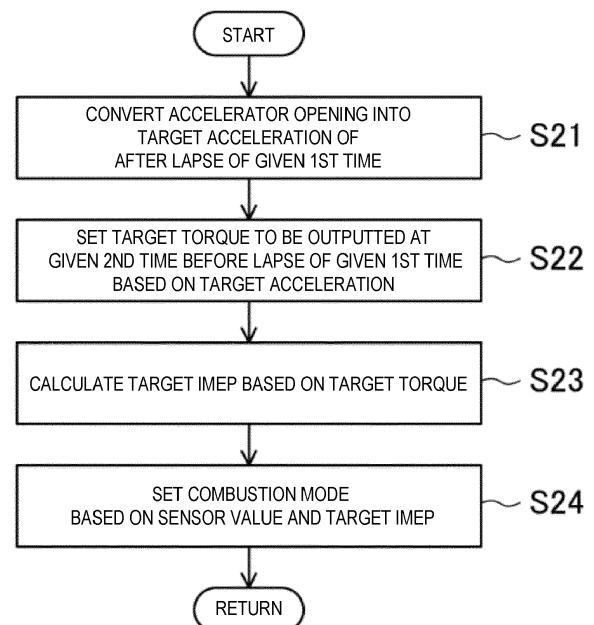 START
CONVERT ACCELERATOR OPENING INTO
TARGET ACCELERATION OF
AFTER LAPSE OF GIVEN 1ST TIME
S21
SET TARGET TORQUE TO BE OUTPUTTED AT
GIVEN 2ND TIME BEFORE LAPSE OF GIVEN 1ST TIME
BASED ON TARGET ACCELERATION
S22
CALCULATE TARGET IMEP BASED ON TARGET TORQUE
S23
SET COMBUSTION MODE
BASED ON SENSOR VALUE AND TARGET IMEP
S24
RETURN